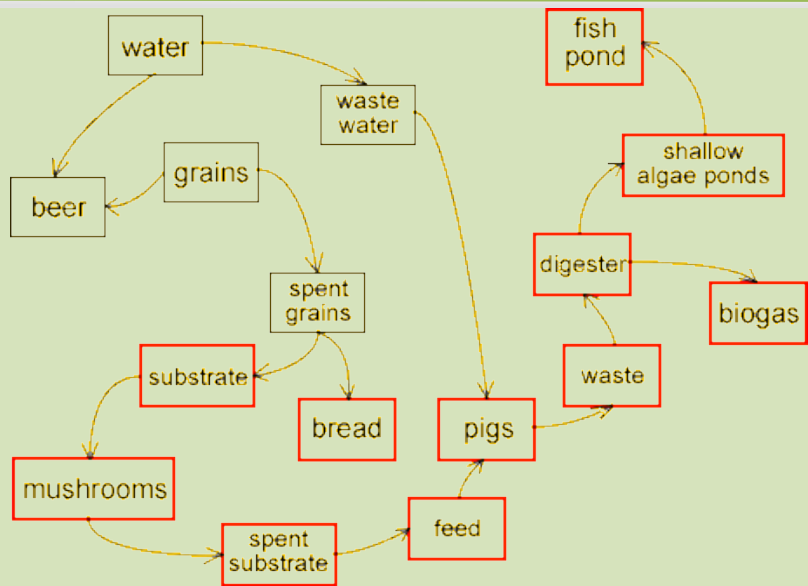 water
fish
pond
waste
water
shallow
algae ponds
grains
beer
digester
spent
grains
biogas
substrate
waste
bread
pigs
mushrooms
feed
spent
substrate